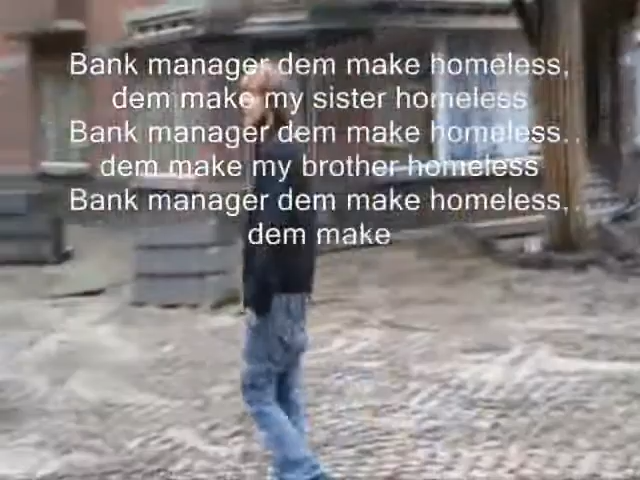 Bank manager dem make homeless,
dem make my sister homeless
Bank manager dem make homeless..
dem make my brother homeless
Bank manager dem make homeless..
dem make